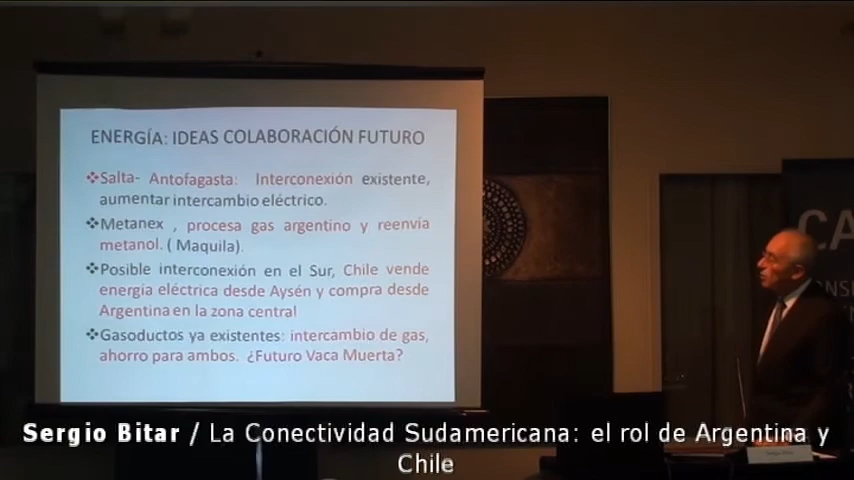 ENERGÍA: IDEAS COLABORACIÓN FUTURO
Salta- Antofagasta: Interconexión existente,
aumentar intercambio eléctrico.
Metanex , procesa gas argentino y reenvia
metanol. ( Maquila).
Posible interconexión en el Sur, Chile vende
energía eléctrica desde Aysén y compra desde
Argentina en la zona central
Gasoductos ya existentes: intercambio de gas,
ahorro para ambos. ¿Futuro Vaca Muerta?
CA
Sergio Bitar / La Conectividad Sudamericana: el rol de Argentina y
Chile